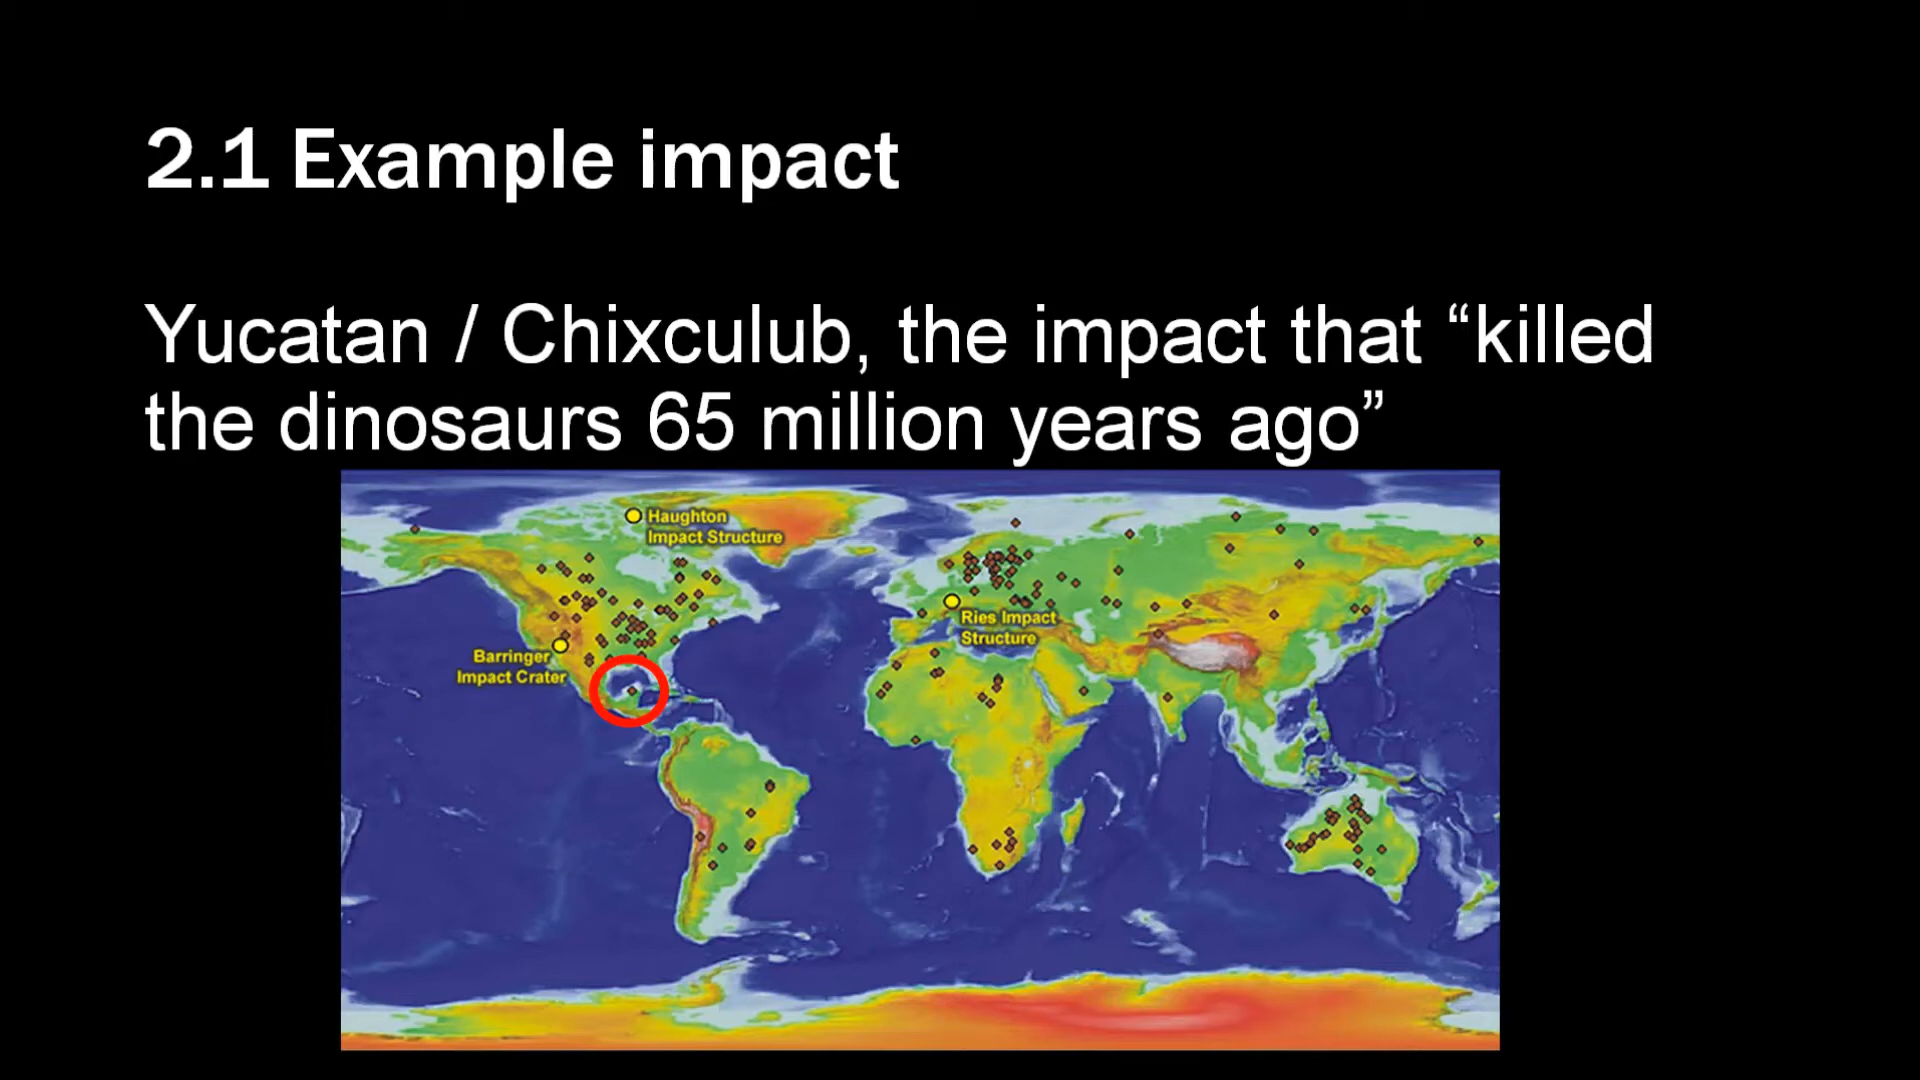 2.1 Example impact
Yucatan / Chixculub, the impact that “killed
the dinosaurs 65 million years ago”
Haughton
Impact Structure
Ries Impact
Structure
Barringer
Impact Crater